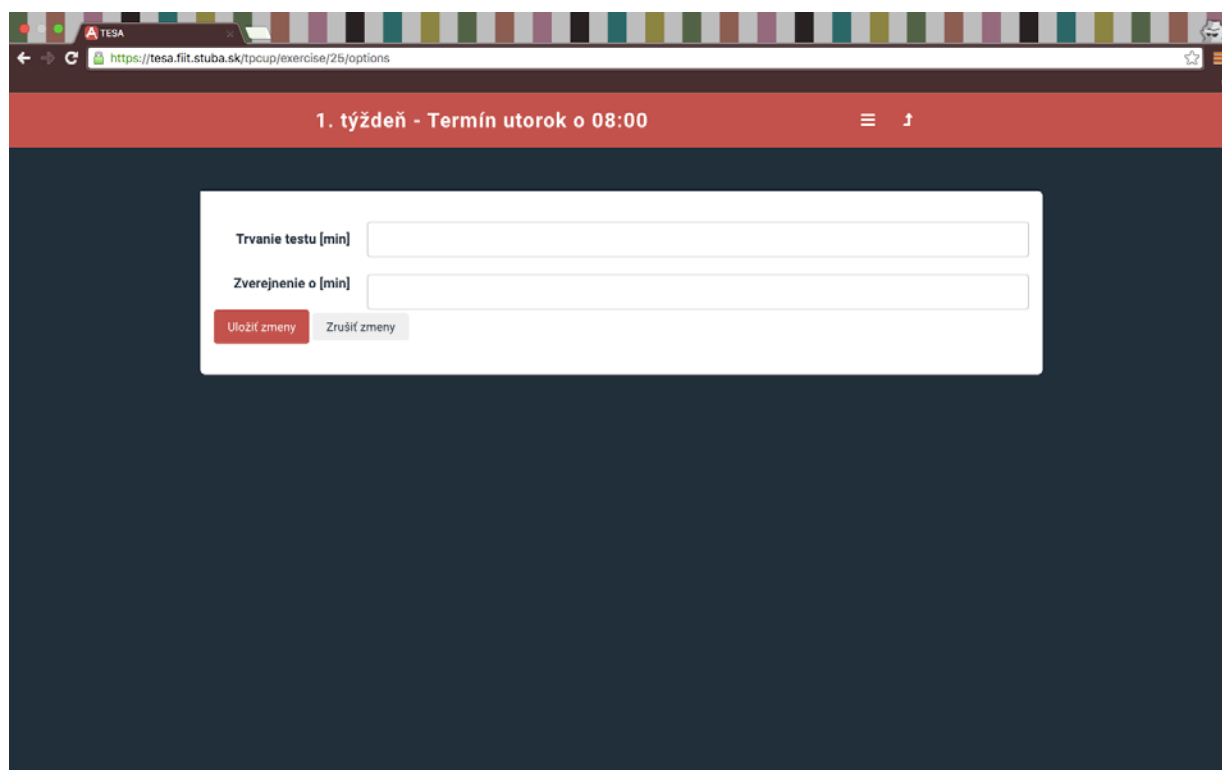 TESA
https://tesa.fiit.stuba.sk/tpcup/exercise/25/options
1. týždeň - Termín utorok o 08:00
Trvanie testu [min]
Zverejnenie o [min]
Uložiť zmeny Zrušiť zmeny